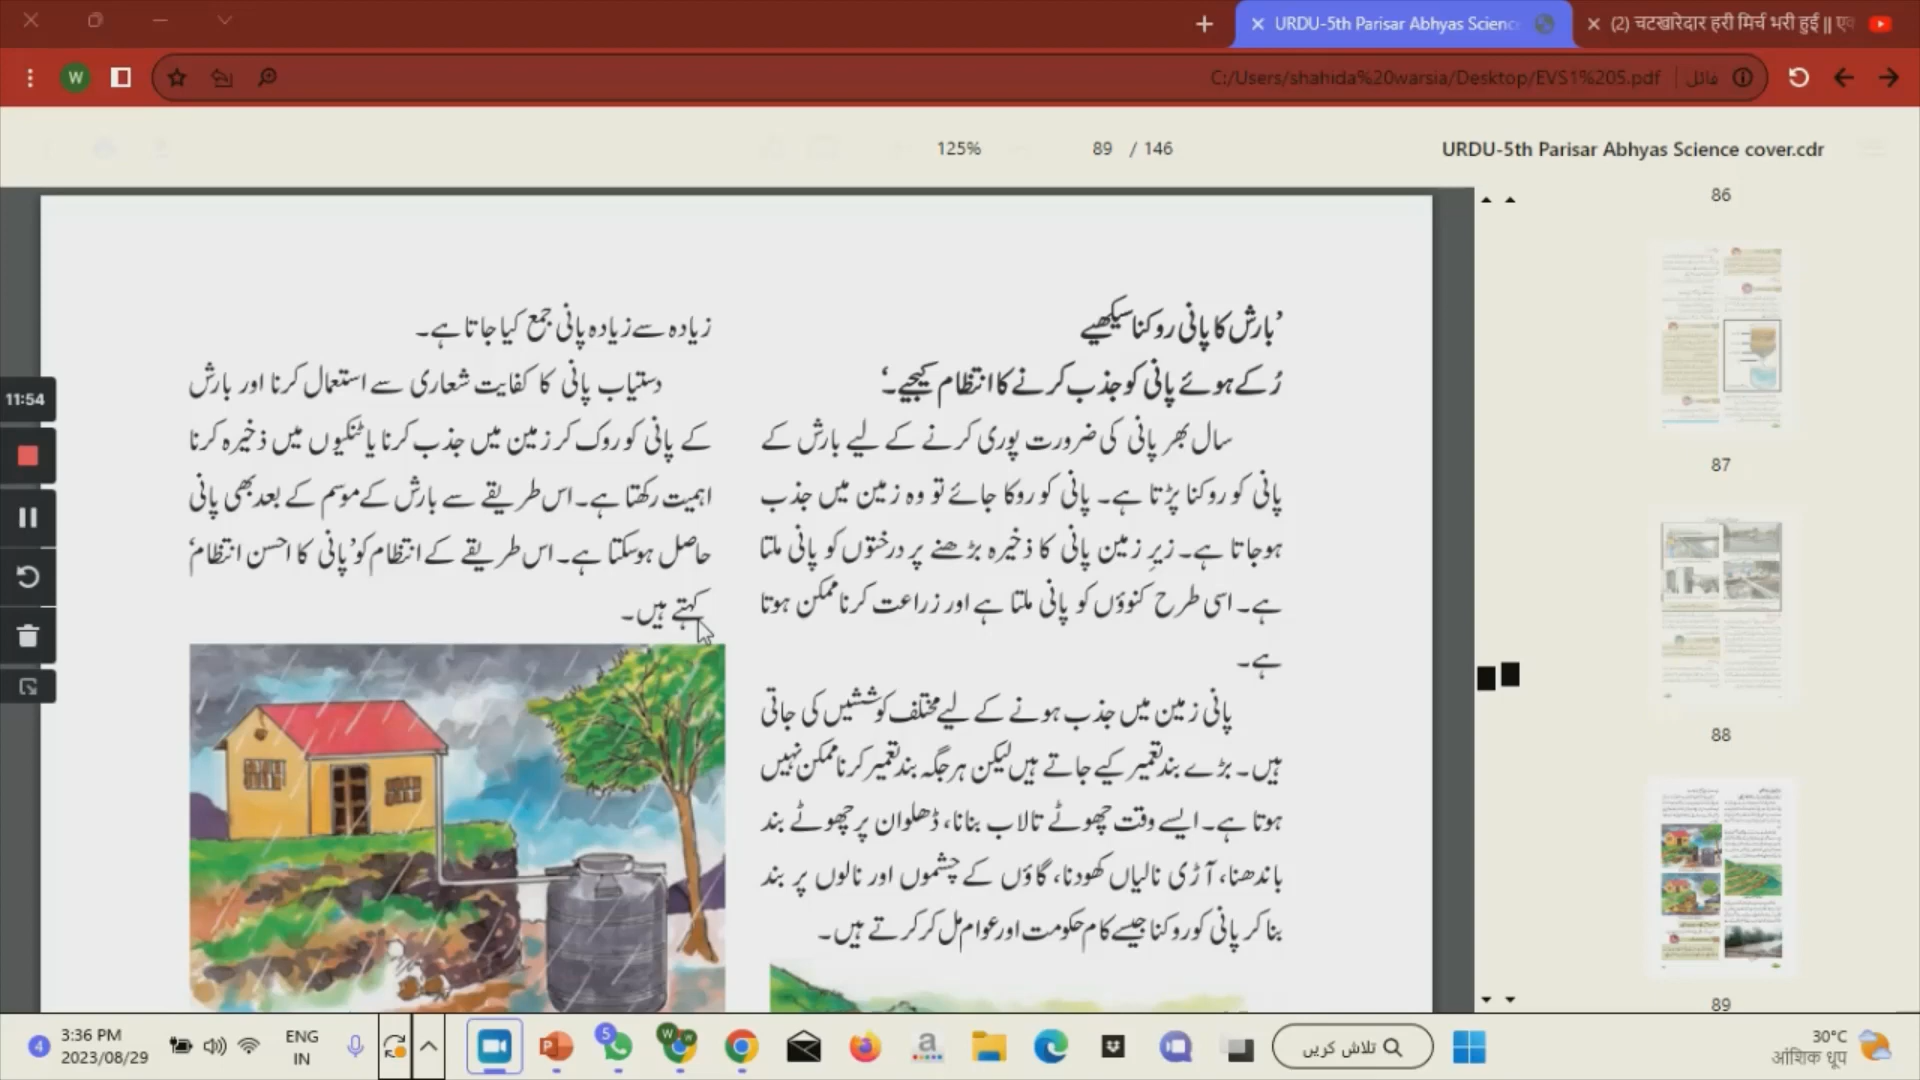 URDU-5th Parisar Abhyas Science
(2) चटखारेदार हरी मिर्च भरी हुई || एव
W
C:/Users/shahida%20warsia/Desktop/EVS1%205.pdf
فائل
125%
89 / 146
URDU-5th Parisar Abhyas Science cover.cdr
’بارش کا پانی روکنا سیکھیے
رُکے ہوئے پانی کو جذب کرنے کا انتظام کیجیے۔‘
سال بھر پانی کی ضرورت پوری کرنے کے لیے بارش کے
پانی کو روکنا پڑتا ہے۔ پانی کو روکا جائے تو وہ زمین میں جذب
ہو جاتا ہے۔ زیرِ زمین پانی کا ذخیرہ بڑھنے پر درختوں کو پانی ملتا
ہے۔ اسی طرح کنوؤں کو پانی ملتا ہے اور زراعت کرنا ممکن ہوتا
ہے۔
پانی زمین میں جذب ہونے کے لیے مختلف کوششیں کی جاتی
ہیں۔ بڑے بند تعمیر کیے جاتے ہیں لیکن ہر جگہ بند تعمیر کرنا ممکن نہیں
ہوتا ہے۔ ایسے وقت چھوٹے تالاب بنانا، ڈھلوان پر چھوٹے بند
باندھنا، آڑی نالیاں کھودنا، گاؤں کے چشموں اور نالوں پر بند
بنا کر پانی کو روکنا جیسے کام حکومت اور عوام مل کر کرتے ہیں۔
زیادہ سے زیادہ پانی جمع کیا جاتا ہے۔
دستیاب پانی کا کفایت شعاری سے استعمال کرنا اور بارش
کے پانی کو روک کر زمین میں جذب کرنا یا ٹنکیوں میں ذخیرہ کرنا
اہمیت رکھتا ہے۔ اس طریقے سے بارش کے موسم کے بعد بھی پانی
حاصل ہو سکتا ہے۔ اس طریقے کے انتظام کو ’پانی کا احسن انتظام‘
کہتے ہیں۔
86
87
88
89
11:54
4
3:36 PM
2023/08/29
ENG
IN
5
تلاش کریں
30°C
आंशिक धूप